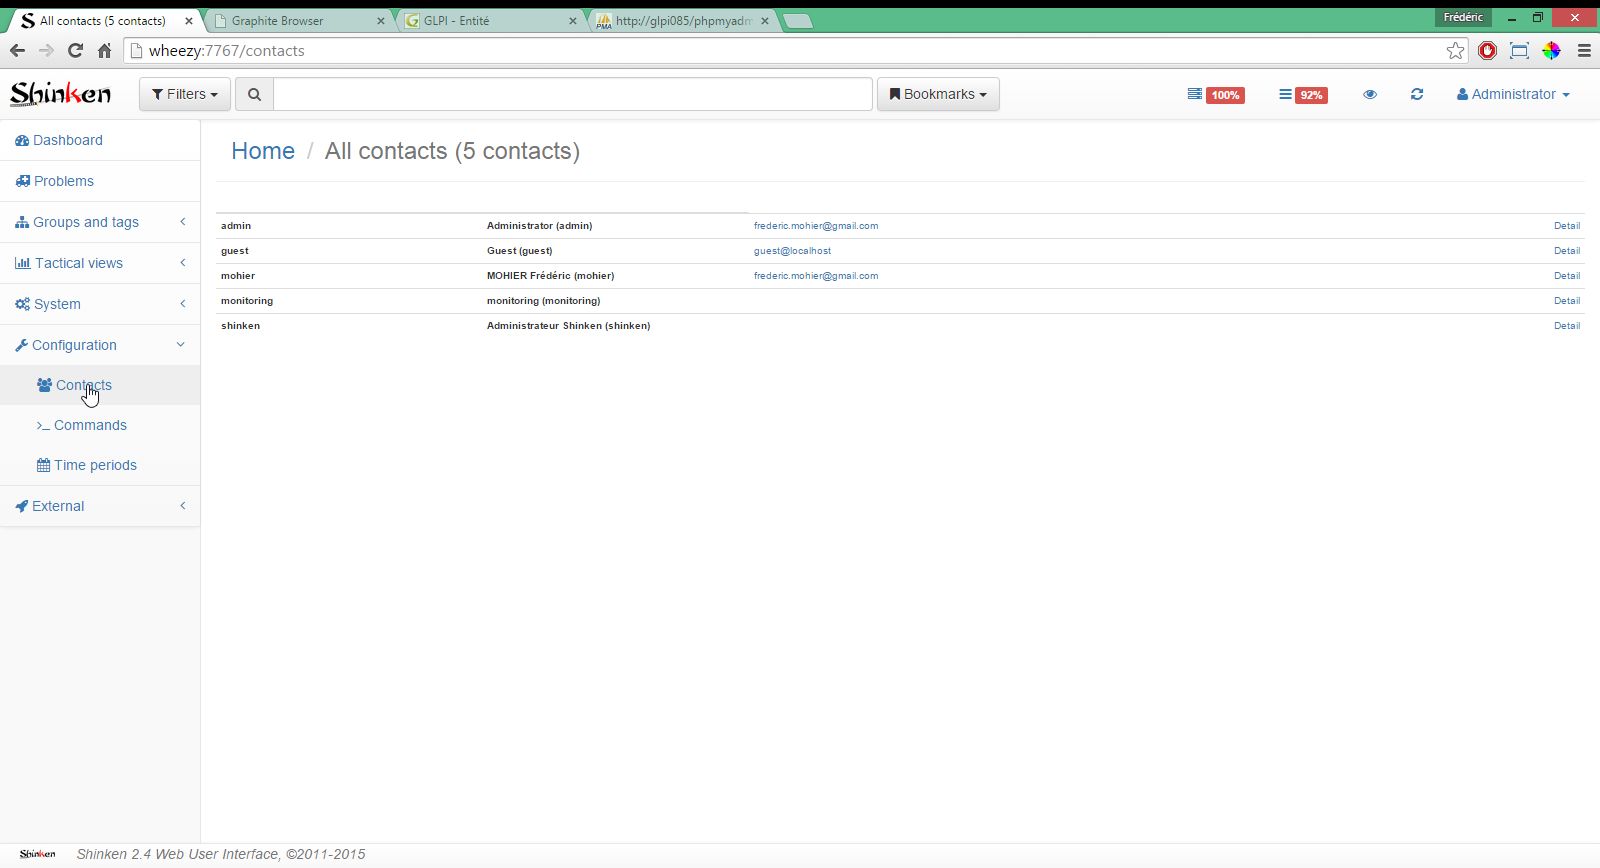 All contacts (5 contacts)
Graphite Browser
GLPI - Entité
http://glpi085/phpmyadm
Frédéric
wheezy:7767/contacts
Shinken
Filters
Bookmarks
100%
92%
Administrator
Dashboard
Problems
Groups and tags
Tactical views
System
Configuration
Contacts
Commands
Time periods
External
Home / All contacts (5 contacts)
admin Administrator (admin) frederic.mohier@gmail.com Detail
guest Guest (guest) guest@localhost Detail
mohier MOHIER Frédéric (mohier) frederic.mohier@gmail.com Detail
monitoring monitoring (monitoring) Detail
shinken Administrateur Shinken (shinken) Detail
Shinken Shinken 2.4 Web User Interface, ©2011-2015